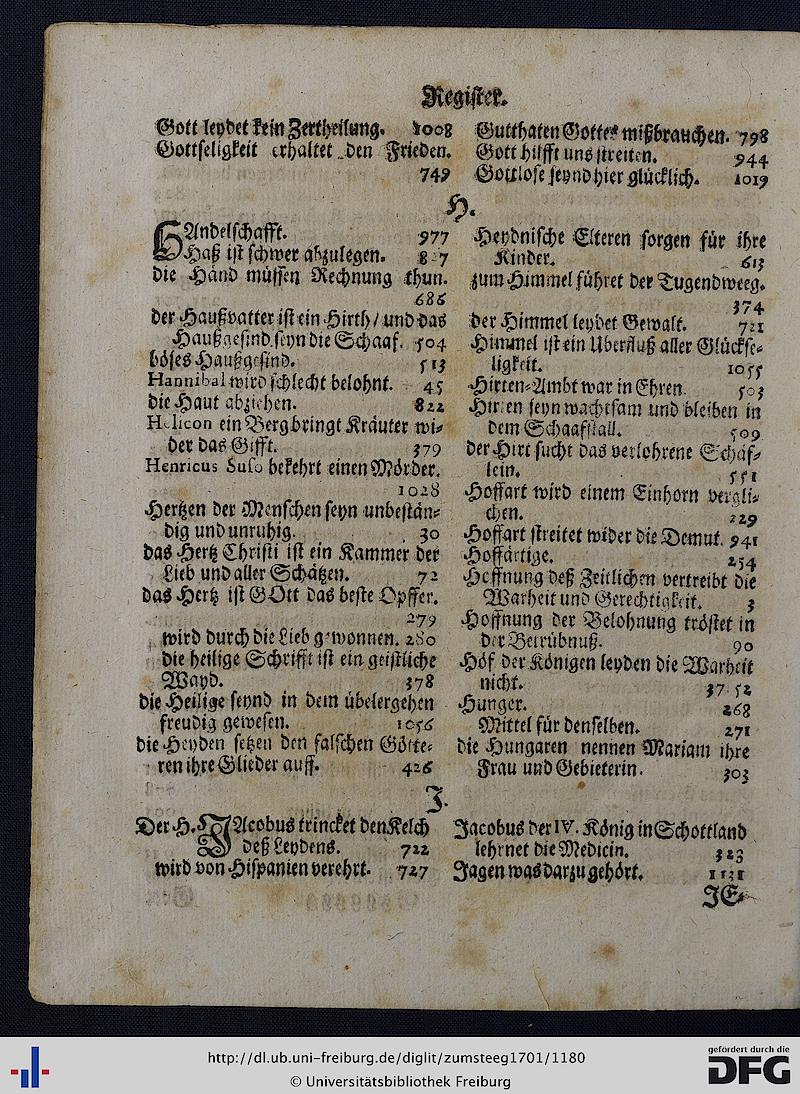 Register.
Gott leydet kein Zertheilung. 1008
Gottseligkeit erhaltet den Frieden.
749
Gutthaten Gottes mißbrauchen. 798
Gott hilfft uns streiten. 944
Gottlose seynd hier glücklich. 1019
H.
HAndelschafft. 977
Haß ist schwer abzulegen.
die Händ müssen Rechnung thun.
686
der Haußvatter ist ein Hirth / und das
Haußgesind seyn die Schaaf. 504
böses Haußgesind. 513
Hannibal wird schlecht belohnt. 45
die Haut abziehen. 822
Helicon ein Berg bringt Kräuter wi-
der das Gifft. 379
Henricus Suso bekehrt einen Mörder.
1028
Hertzen der Menschen seyn unbestän-
dig und unruhig. 30
das Hertz Christi ist ein Kammer der
Lieb und aller Schätzen. 72
das Hertz ist GOtt das beste Opffer.
279
wird durch die Lieb gewonnen. 280
die heilige Schrifft ist ein geistliche
Wayd. 378
die Heilige seynd in dem übelergehen
freudig gewesen. 1056
die Heyden setzen den falschen Götte-
ren ihre Glieder auff. 426
Heydnische Elteren sorgen für ihre
Kinder. 613
zum Himmel führet der Tugendweeg.
374
der Himmel leydet Gewalt. 721
Himmel ist ein Uberfluß aller Glückse-
ligkeit. 1055
Hirten-Ambt war in Ehren. 503
Hirten seyn wachtsam und bleiben in
dem Schaafstall. 509
der Hirt sucht das verlohrene Schäf-
lein. 551
Hoffart wird einem Einhorn vergli-
chen. 229
Hoffart streitet wider die Demut. 941
Hoffärtige. 254
Hoffnung deß Zeitlichen vertreibt die
Warheit und Gerechtigkeit. 3
Hoffnung der Belohnung tröstet in
der Betrübnuß. 90
Höf der Königen leyden die Warheit
nicht. 37. 52
Hunger. 268
Mittel für denselben. 271
die Hungaren nennen Mariam ihre
Frau und Gebieterin. 303
J.
Der H. JAcobus trincket den Kelch
deß Leydens. 722
wird von Hispanien verehrt. 727
Jacobus der IV. König in Schottland
lehrnet die Medicin. 323
Jagen was darzu gehört. 1131
JE-
http://dl.ub.uni-freiburg.de/diglit/zumsteeg1701/1180
© Universitätsbibliothek Freiburg
gefördert durch die
DFG